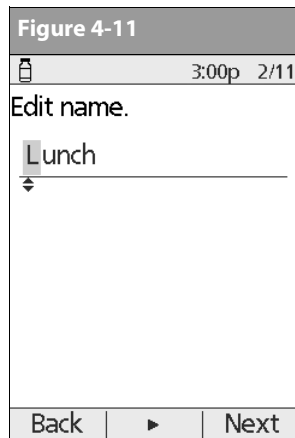 Figure 4-11
3:00p 2/11
Edit name.
Lunch
Back | ► | Next